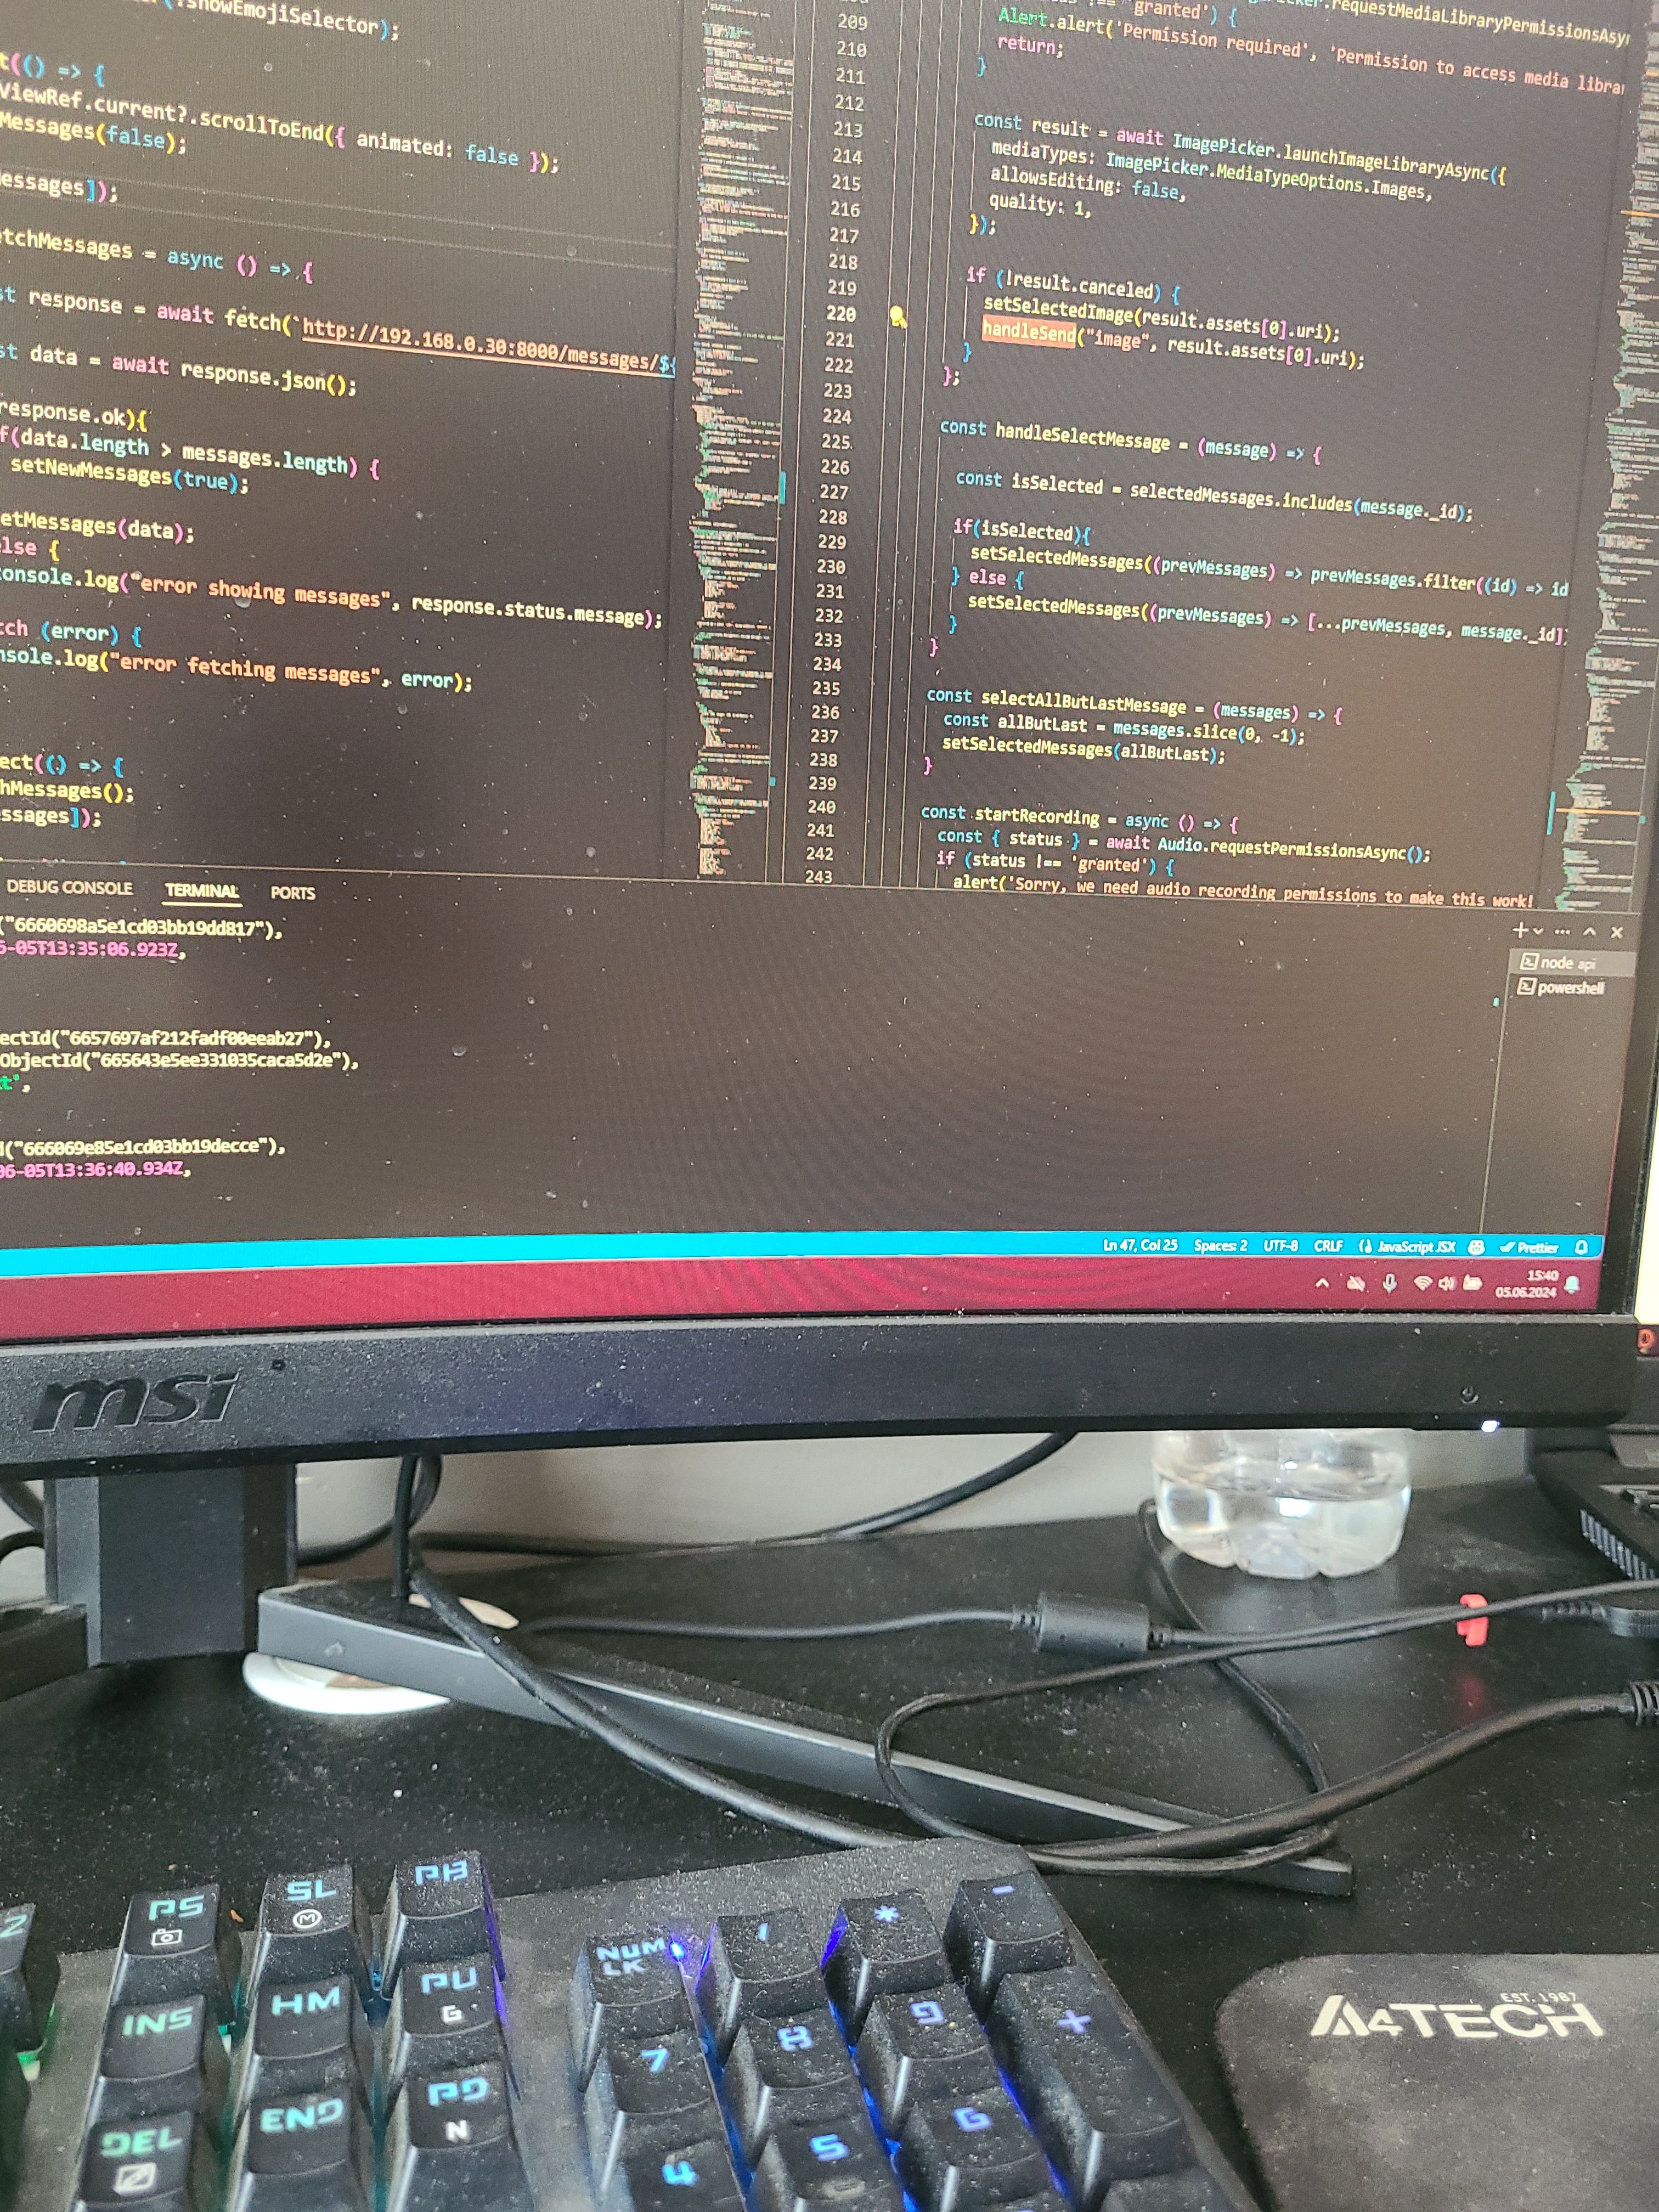 showEmojiSelector);
t(() => {
ViewRef.current?.scrollToEnd({ animated: false });
Messages(false);
essages]);
etchMessages = async () => {
st response = await fetch(`http://192.168.0.30:8000/messages/${
st data = await response.json();
response.ok){
f(data.length > messages.length) {
setNewMessages(true);
etMessages(data);
lse {
onsole.log("error showing messages", response.status.message);
tch (error) {
nsole.log("error fetching messages", error);
ect(() => {
hMessages();
ssages]);
209
210
211
212
213
214
215
216
217
218
219
220
221
222
223
224
225
226
227
228
229
230
231
232
233
234
235
236
237
238
239
240
241
242
243
'granted') {
.requestMediaLibraryPermissionsAsy
Alert.alert('Permission required', 'Permission to access media librar
return;
}
const result = await ImagePicker.launchImageLibraryAsync({
mediaTypes: ImagePicker.MediaTypeOptions.Images,
allowsEditing: false,
quality: 1,
});
if (!result.canceled) {
setSelectedImage(result.assets[0].uri);
handleSend("image", result.assets[0].uri);
}
};
const handleSelectMessage = (message) => {
const isSelected = selectedMessages.includes(message._id);
if(isSelected){
setSelectedMessages((prevMessages) => prevMessages.filter((id) => id
} else {
setSelectedMessages((prevMessages) => [...prevMessages, message._id]
}
}
const selectAllButLastMessage = (messages) => {
const allButLast = messages.slice(0, -1);
setSelectedMessages(allButLast);
}
const startRecording = async () => {
const { status } = await Audio.requestPermissionsAsync();
if (status !== 'granted') {
alert('Sorry, we need audio recording permissions to make this work!
DEBUG CONSOLE TERMINAL PORTS
("6660698a5e1cd03bb19dd817"),
6-05T13:35:06.923Z,
ectId("6657697af212fadf00eeab27"),
ObjectId("665643e5ee331035caca5d2e"),
t',
d("666069e85e1cd03bb19decce"),
06-05T13:36:40.934Z,
node api
powershell
Ln 47, Col 25 Spaces: 2 UTF-8 CRLF JavaScript JSX Prettier
15:40
05.06.2024
msi
PS
SL
PB
M
NUM
LK
/
*
-
INS
HM
PU
G
7
8
9
+
DEL
END
PD
N
4
5
6
EST. 1987
A4TECH